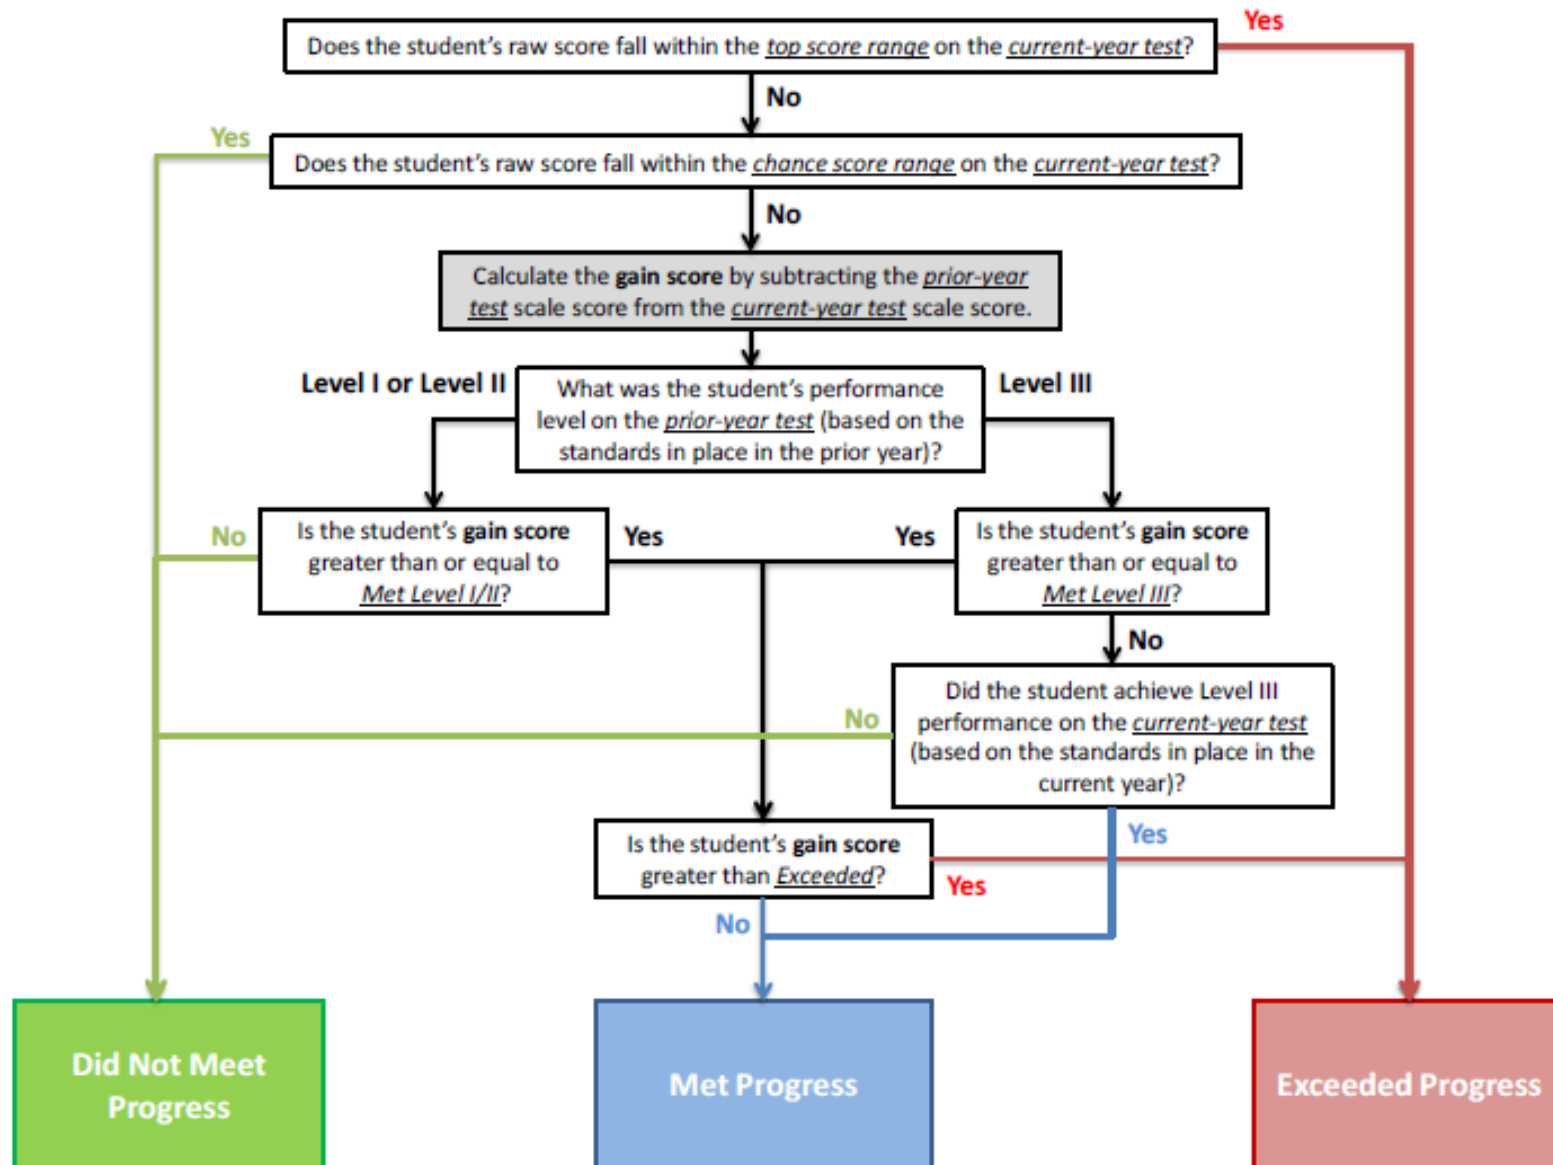 Yes
Does the student's raw score fall within the top score range on the current-year test?
No
Yes
Does the student's raw score fall within the chance score range on the current-year test?
No
Calculate the gain score by subtracting the prior-year
test scale score from the current-year test scale score.
Level I or Level II
What was the student's performance
level on the prior-year test (based on the
standards in place in the prior year)?
Level III
No
Is the student's gain score
greater than or equal to
Met Level I/II?
Yes
Yes
Is the student's gain score
greater than or equal to
Met Level III?
No
No
Did the student achieve Level III
performance on the current-year test
(based on the standards in place in the
current year)?
Yes
Is the student's gain score
greater than Exceeded?
Yes
No
Did Not Meet
Progress
Met Progress
Exceeded Progress